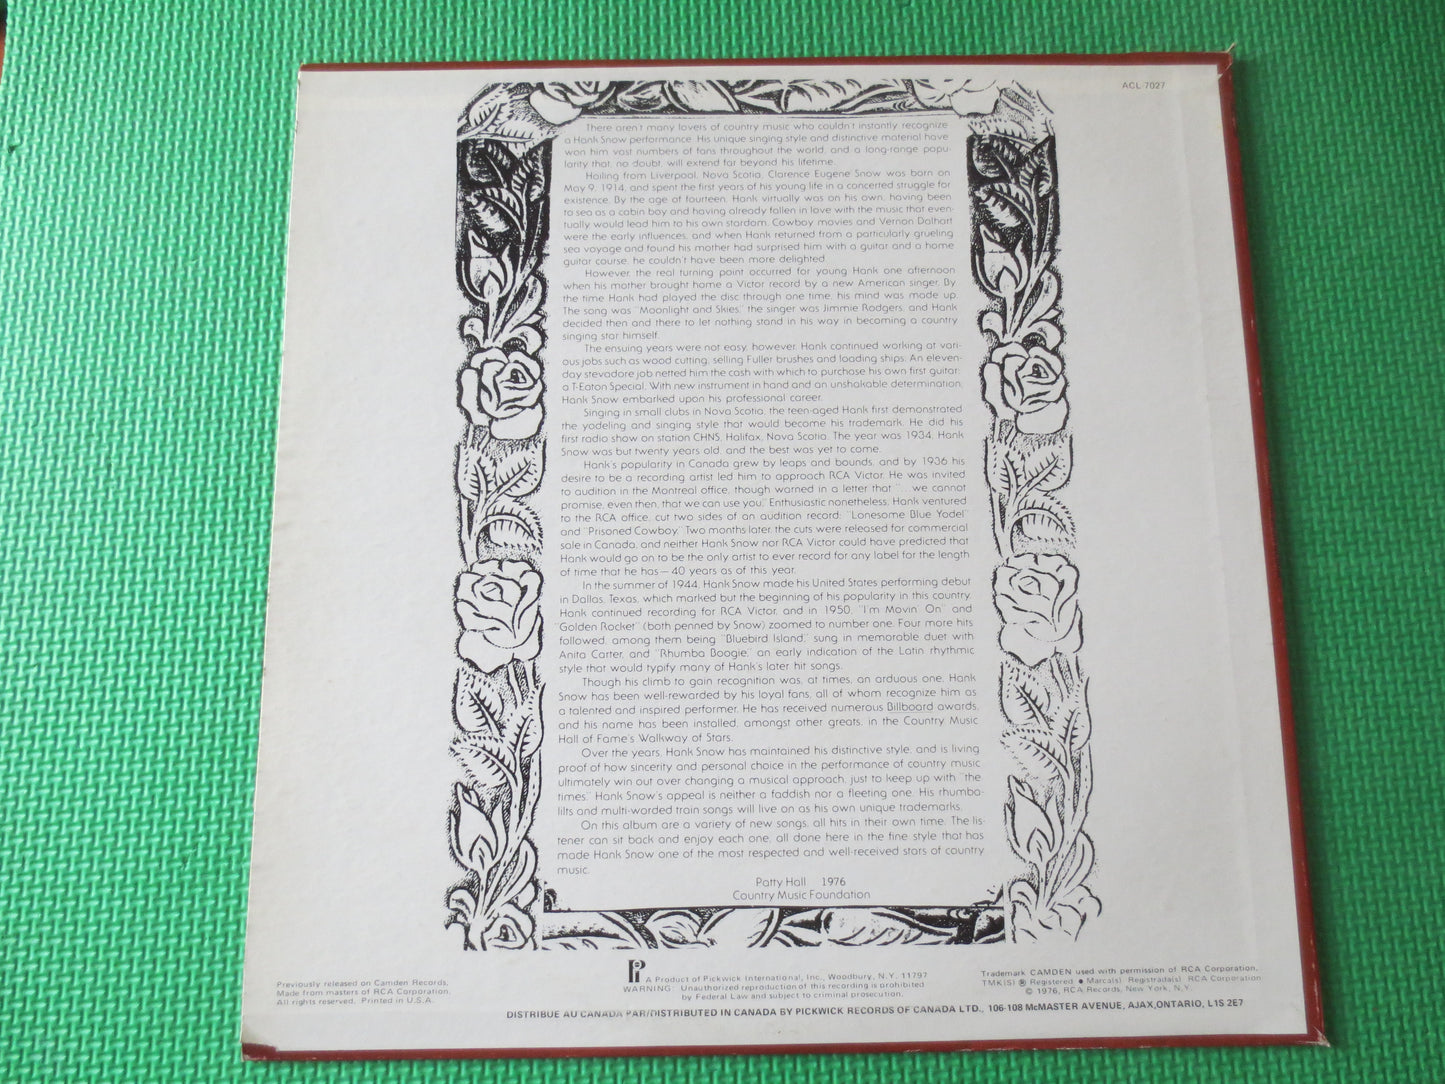 ACL 7027
There aren't many lovers of country music who couldn't instantly recognize
a Hank Snow performance. His unique singing style and distinctive material have
won him vast numbers of fans throughout the world, and a long-range popu-
larity that, no doubt, will extend far beyond his lifetime.
Hailing from Liverpool, Nova Scotia, Clarence Eugene Snow was born on
May 9, 1914, and spent the first years of his young life in a concerted struggle for
existence. By the age of fourteen, Hank virtually was on his own, having been
to sea as a cabin boy and having already fallen in love with the music that even-
tually would lead him to his own stardom. Cowboy movies and Vernon Dalhart
were the early influences, and when Hank returned from a particularly grueling
sea voyage and found his mother had surprised him with a guitar and a home
guitar course, he couldn't have been more delighted.
However, the real turning point occurred for young Hank one afternoon
when his mother brought home a Victor record by a new American singer. By
the time Hank had played the disc through one time, his mind was made up.
The song was "Moonlight and Skies," the singer was Jimmie Rodgers, and Hank
decided then and there to let nothing stand in his way in becoming a country
singing star himself.
The ensuing years were not easy, however. Hank continued working at vari-
ous jobs such as wood cutting, selling Fuller brushes and loading ships. An eleven-
day stevadore job netted him the cash with which to purchase his own first guitar:
a T-Eaton Special. With new instrument in hand and an unshakable determination,
Hank Snow embarked upon his professional career.
Singing in small clubs in Nova Scotia, the teen-aged Hank first demonstrated
the yodeling and singing style that would become his trademark. He did his
first radio show on station CHNS, Halifax, Nova Scotia. The year was 1934, Hank
Snow was but twenty years old, and the best was yet to come.
Hank's popularity in Canada grew by leaps and bounds, and by 1936 his
desire to be a recording artist led him to approach RCA Victor. He was invited
to audition in the Montreal office, though warned in a letter that "... we cannot
promise, even then, that we can use you." Enthusiastic nonetheless, Hank ventured
to the RCA office, cut two sides of an audition record: "Lonesome Blue Yodel"
and "Prisoned Cowboy." Two months later, the cuts were released for commercial
sale in Canada, and neither Hank Snow nor RCA Victor could have predicted that
Hank would go on to be the only artist to ever record for any label for the length
of time that he has—40 years as of this year.
In the summer of 1944, Hank Snow made his United States performing debut
in Dallas, Texas, which marked but the beginning of his popularity in this country.
Hank continued recording for RCA Victor, and in 1950, "I'm Movin' On" and
"Golden Rocket" (both penned by Snow) zoomed to number one. Four more hits
followed, among them being "Bluebird Island," sung in memorable duet with
Anita Carter, and "Rhumba Boogie," an early indication of the Latin rhythmic
style that would typify many of Hank's later hit songs.
Though his climb to gain recognition was, at times, an arduous one, Hank
Snow has been well-rewarded by his loyal fans, all of whom recognize him as
a talented and inspired performer. He has received numerous Billboard awards,
and his name has been installed, amongst other greats, in the Country Music
Hall of Fame's Walkway of Stars.
Over the years, Hank Snow has maintained his distinctive style, and is living
proof of how sincerity and personal choice in the performance of country music
ultimately win out over changing a musical approach, just to keep up with "the
times." Hank Snow's appeal is neither a faddish nor a fleeting one. His rhumba-
lilts and multi-worded train songs will live on as his own unique trademarks.
On this album are a variety of new songs, all hits in their own time. The lis-
tener can sit back and enjoy each one, all done here in the fine style that has
made Hank Snow one of the most respected and well-received stars of country
music.
Patty Hall 1976
Country Music Foundation
Previously released on Camden Records.
Made from masters of RCA Corporation.
All rights reserved. Printed in U.S.A.
Pi A Product of Pickwick International, Inc., Woodbury, N.Y. 11797
WARNING: Unauthorized reproduction of this recording is prohibited
by Federal Law and subject to criminal prosecution.
Trademark CAMDEN used with permission of RCA Corporation.
TMK(S) ® Registered • Marca(s) Registrada(s) RCA Corporation
© 1976, RCA Records, New York, N.Y.
DISTRIBUE AU CANADA PAR/DISTRIBUTED IN CANADA BY PICKWICK RECORDS OF CANADA LTD., 106-108 McMASTER AVENUE, AJAX, ONTARIO, L1S 2E7